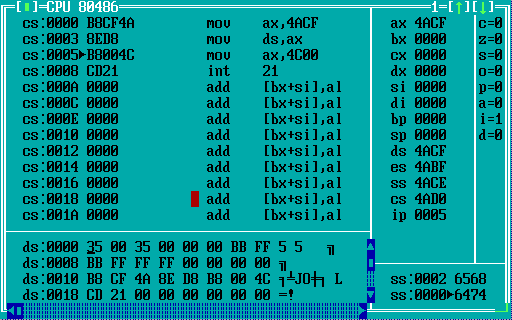 [■]=CPU 80486 1=[↑][↓]
cs:0000 B8CF4A mov ax,4ACF ax 4ACF c=0
cs:0003 8ED8 mov ds,ax bx 0000 z=0
cs:0005►B8004C mov ax,4C00 cx 0000 s=0
cs:0008 CD21 int 21 dx 0000 o=0
cs:000A 0000 add [bx+si],al si 0000 p=0
cs:000C 0000 add [bx+si],al di 0000 a=0
cs:000E 0000 add [bx+si],al bp 0000 i=1
cs:0010 0000 add [bx+si],al sp 0000 d=0
cs:0012 0000 add [bx+si],al ds 4ACF
cs:0014 0000 add [bx+si],al es 4ABF
cs:0016 0000 add [bx+si],al ss 4ACE
cs:0018 0000 add [bx+si],al cs 4AD0
cs:001A 0000 add [bx+si],al ip 0005
ds:0000 35 00 35 00 00 00 BB FF 5 5 ╗
ds:0008 BB FF FF FF 00 00 00 00 ╗
ds:0010 B8 CF 4A 8E D8 B8 00 4C ╕╧JÄ╪╕ L ss:0002 6568
ds:0018 CD 21 00 00 00 00 00 00 =! ss:0000►6474